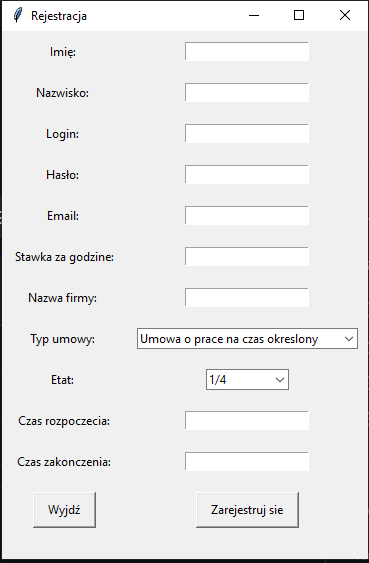 Rejestracja
Imię:
Nazwisko:
Login:
Hasło:
Email:
Stawka za godzine:
Nazwa firmy:
Typ umowy: Umowa o prace na czas okreslony
Etat: 1/4
Czas rozpoczecia:
Czas zakonczenia:
Wyjdź Zarejestruj sie